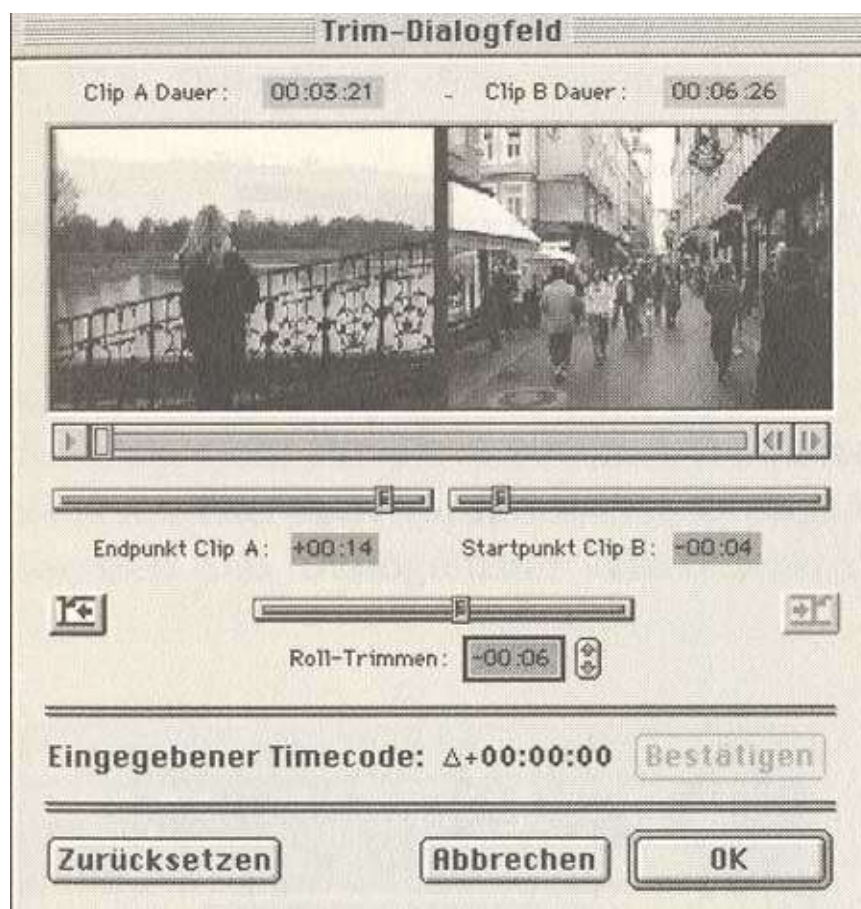 Trim-Dialogfeld
Clip A Dauer: 00:03:21 - Clip B Dauer: 00:06:26
Endpunkt Clip A: +00:14 Startpunkt Clip B: -00:04
Roll-Trimmen: -00:06
Eingegebener Timecode: Δ+00:00:00 Bestätigen
Zurücksetzen Abbrechen OK